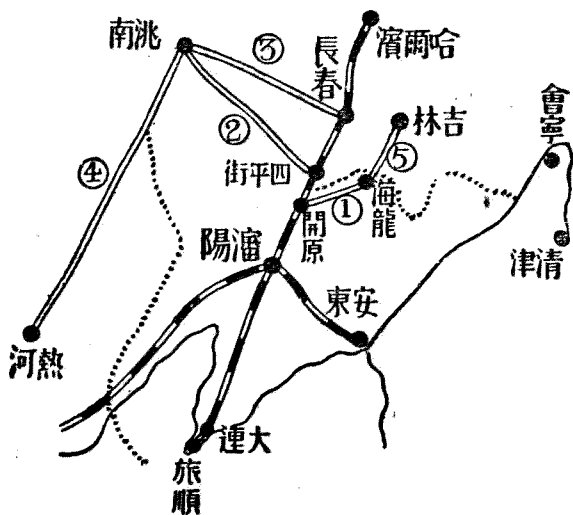 哈爾濱
洮南
③
長春
②
吉林
會寧
④
四平街
⑤
①
海龍
開原
清津
瀋陽
安東
熱河
大連
旅順